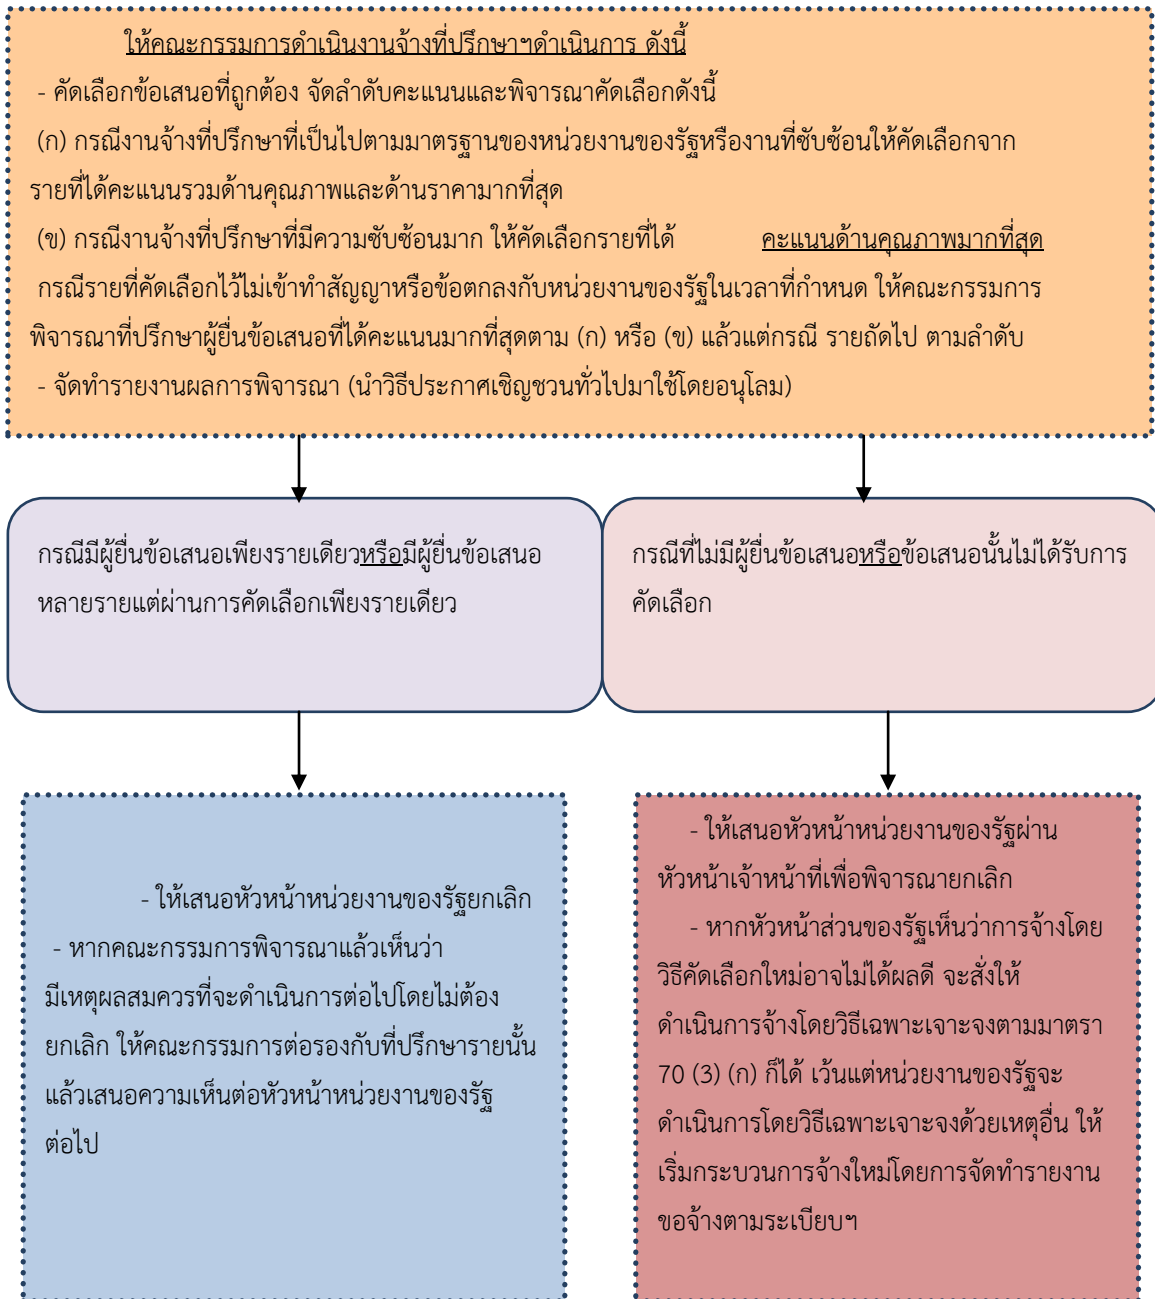 ให้คณะกรรมการดำเนินงานจ้างที่ปรึกษาฯดำเนินการ ดังนี้
- คัดเลือกข้อเสนอที่ถูกต้อง จัดลำดับคะแนนและพิจารณาคัดเลือกดังนี้
(ก) กรณีงานจ้างที่ปรึกษาที่เป็นไปตามมาตรฐานของหน่วยงานของรัฐหรืองานที่ซับซ้อนให้คัดเลือกจาก
รายที่ได้คะแนนรวมด้านคุณภาพและด้านราคามากที่สุด
(ข) กรณีงานจ้างที่ปรึกษาที่มีความซับซ้อนมาก ให้คัดเลือกรายที่ได้ คะแนนด้านคุณภาพมากที่สุด
กรณีรายที่คัดเลือกไว้ไม่เข้าทำสัญญาหรือข้อตกลงกับหน่วยงานของรัฐในเวลาที่กำหนด ให้คณะกรรมการ
พิจารณาที่ปรึกษาผู้ยื่นข้อเสนอที่ได้คะแนนมากที่สุดตาม (ก) หรือ (ข) แล้วแต่กรณี รายถัดไป ตามลำดับ
- จัดทำรายงานผลการพิจารณา (นำวิธีประกาศเชิญชวนทั่วไปมาใช้โดยอนุโลม)
กรณีมีผู้ยื่นข้อเสนอเพียงรายเดียวหรือมีผู้ยื่นข้อเสนอ
หลายรายแต่ผ่านการคัดเลือกเพียงรายเดียว
กรณีที่ไม่มีผู้ยื่นข้อเสนอหรือข้อเสนอนั้นไม่ได้รับการ
คัดเลือก
- ให้เสนอหัวหน้าหน่วยงานของรัฐยกเลิก
- หากคณะกรรมการพิจารณาแล้วเห็นว่า
มีเหตุผลสมควรที่จะดำเนินการต่อไปโดยไม่ต้อง
ยกเลิก ให้คณะกรรมการต่อรองกับที่ปรึกษารายนั้น
แล้วเสนอความเห็นต่อหัวหน้าหน่วยงานของรัฐ
ต่อไป
- ให้เสนอหัวหน้าหน่วยงานของรัฐผ่าน
หัวหน้าเจ้าหน้าที่เพื่อพิจารณายกเลิก
- หากหัวหน้าส่วนของรัฐเห็นว่าการจ้างโดย
วิธีคัดเลือกใหม่อาจไม่ได้ผลดี จะสั่งให้
ดำเนินการจ้างโดยวิธีเฉพาะเจาะจงตามมาตรา
70 (3) (ก) ก็ได้ เว้นแต่หน่วยงานของรัฐจะ
ดำเนินการโดยวิธีเฉพาะเจาะจงด้วยเหตุอื่น ให้
เริ่มกระบวนการจ้างใหม่โดยการจัดทำรายงาน
ขอจ้างตามระเบียบฯ